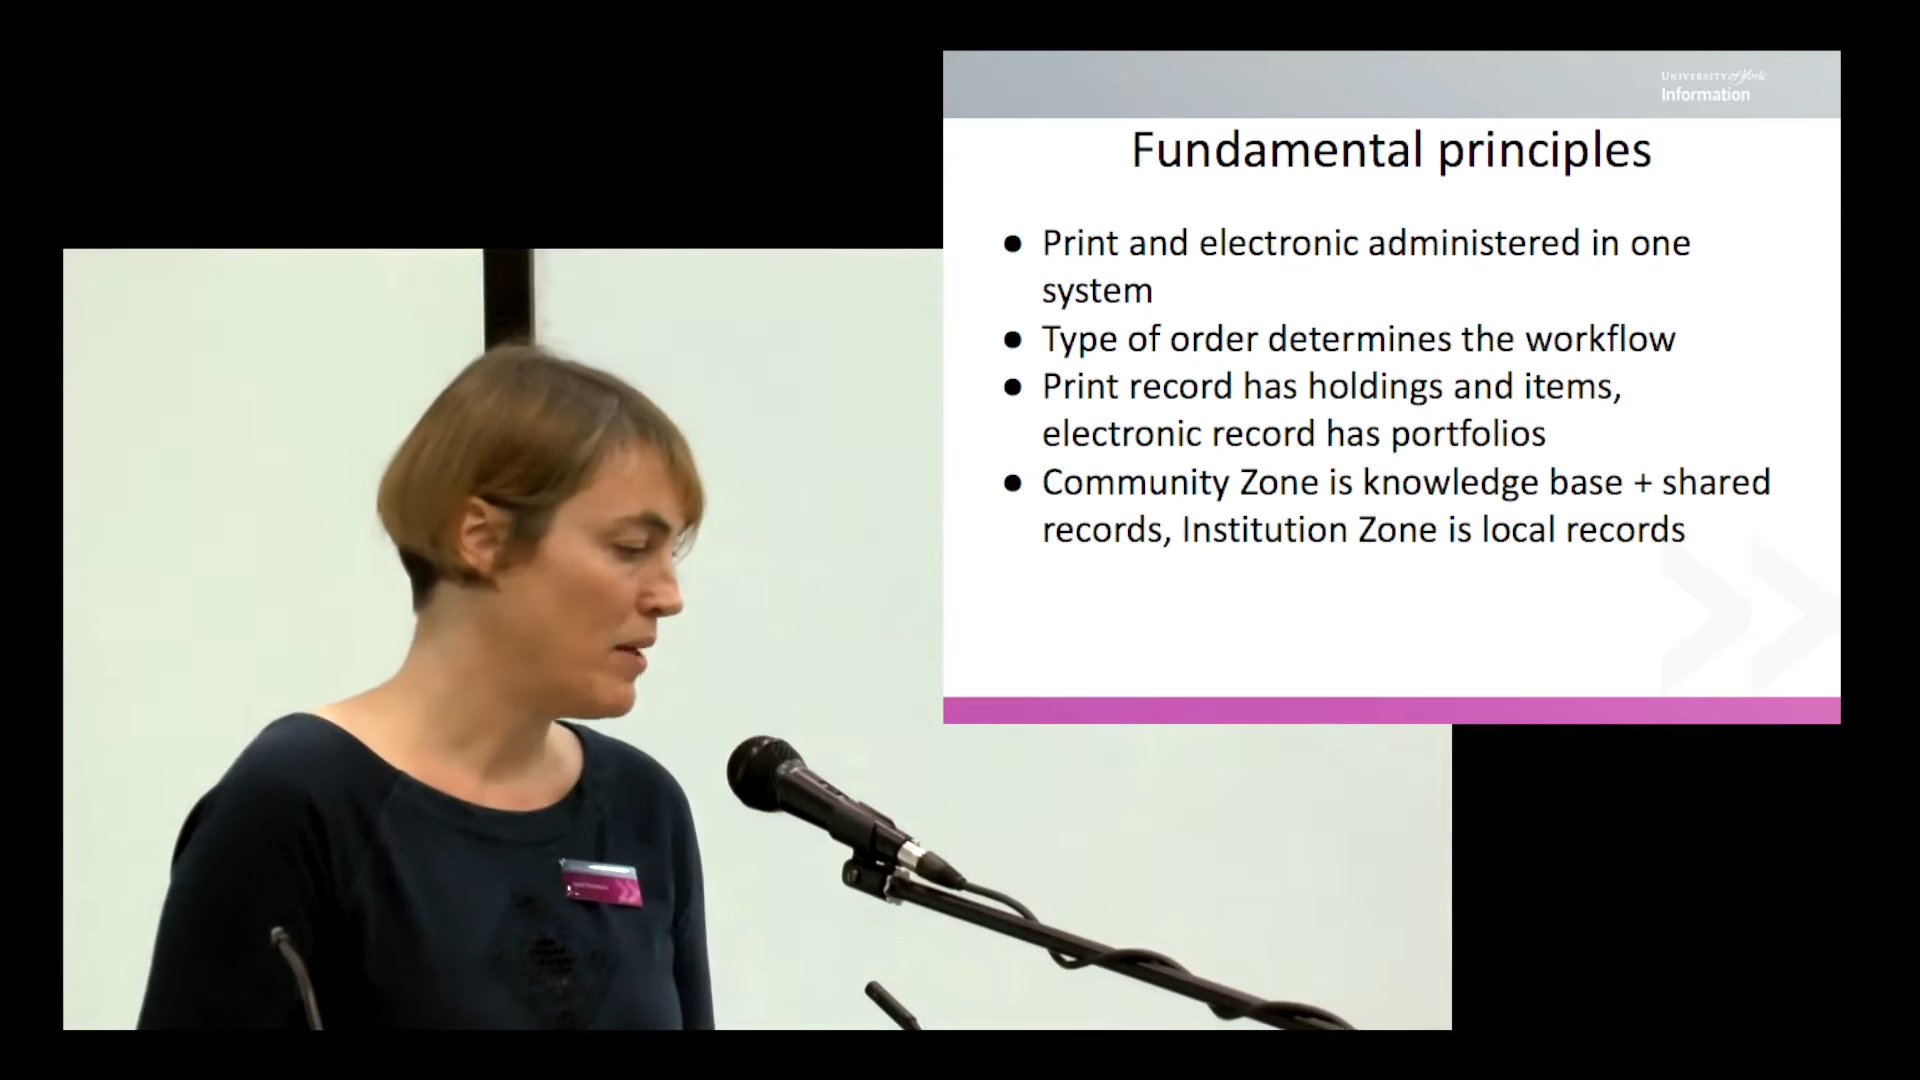 UNIVERSITY of York
Information
Fundamental principles
● Print and electronic administered in one
system
● Type of order determines the workflow
● Print record has holdings and items,
electronic record has portfolios
● Community Zone is knowledge base + shared
records, Institution Zone is local records